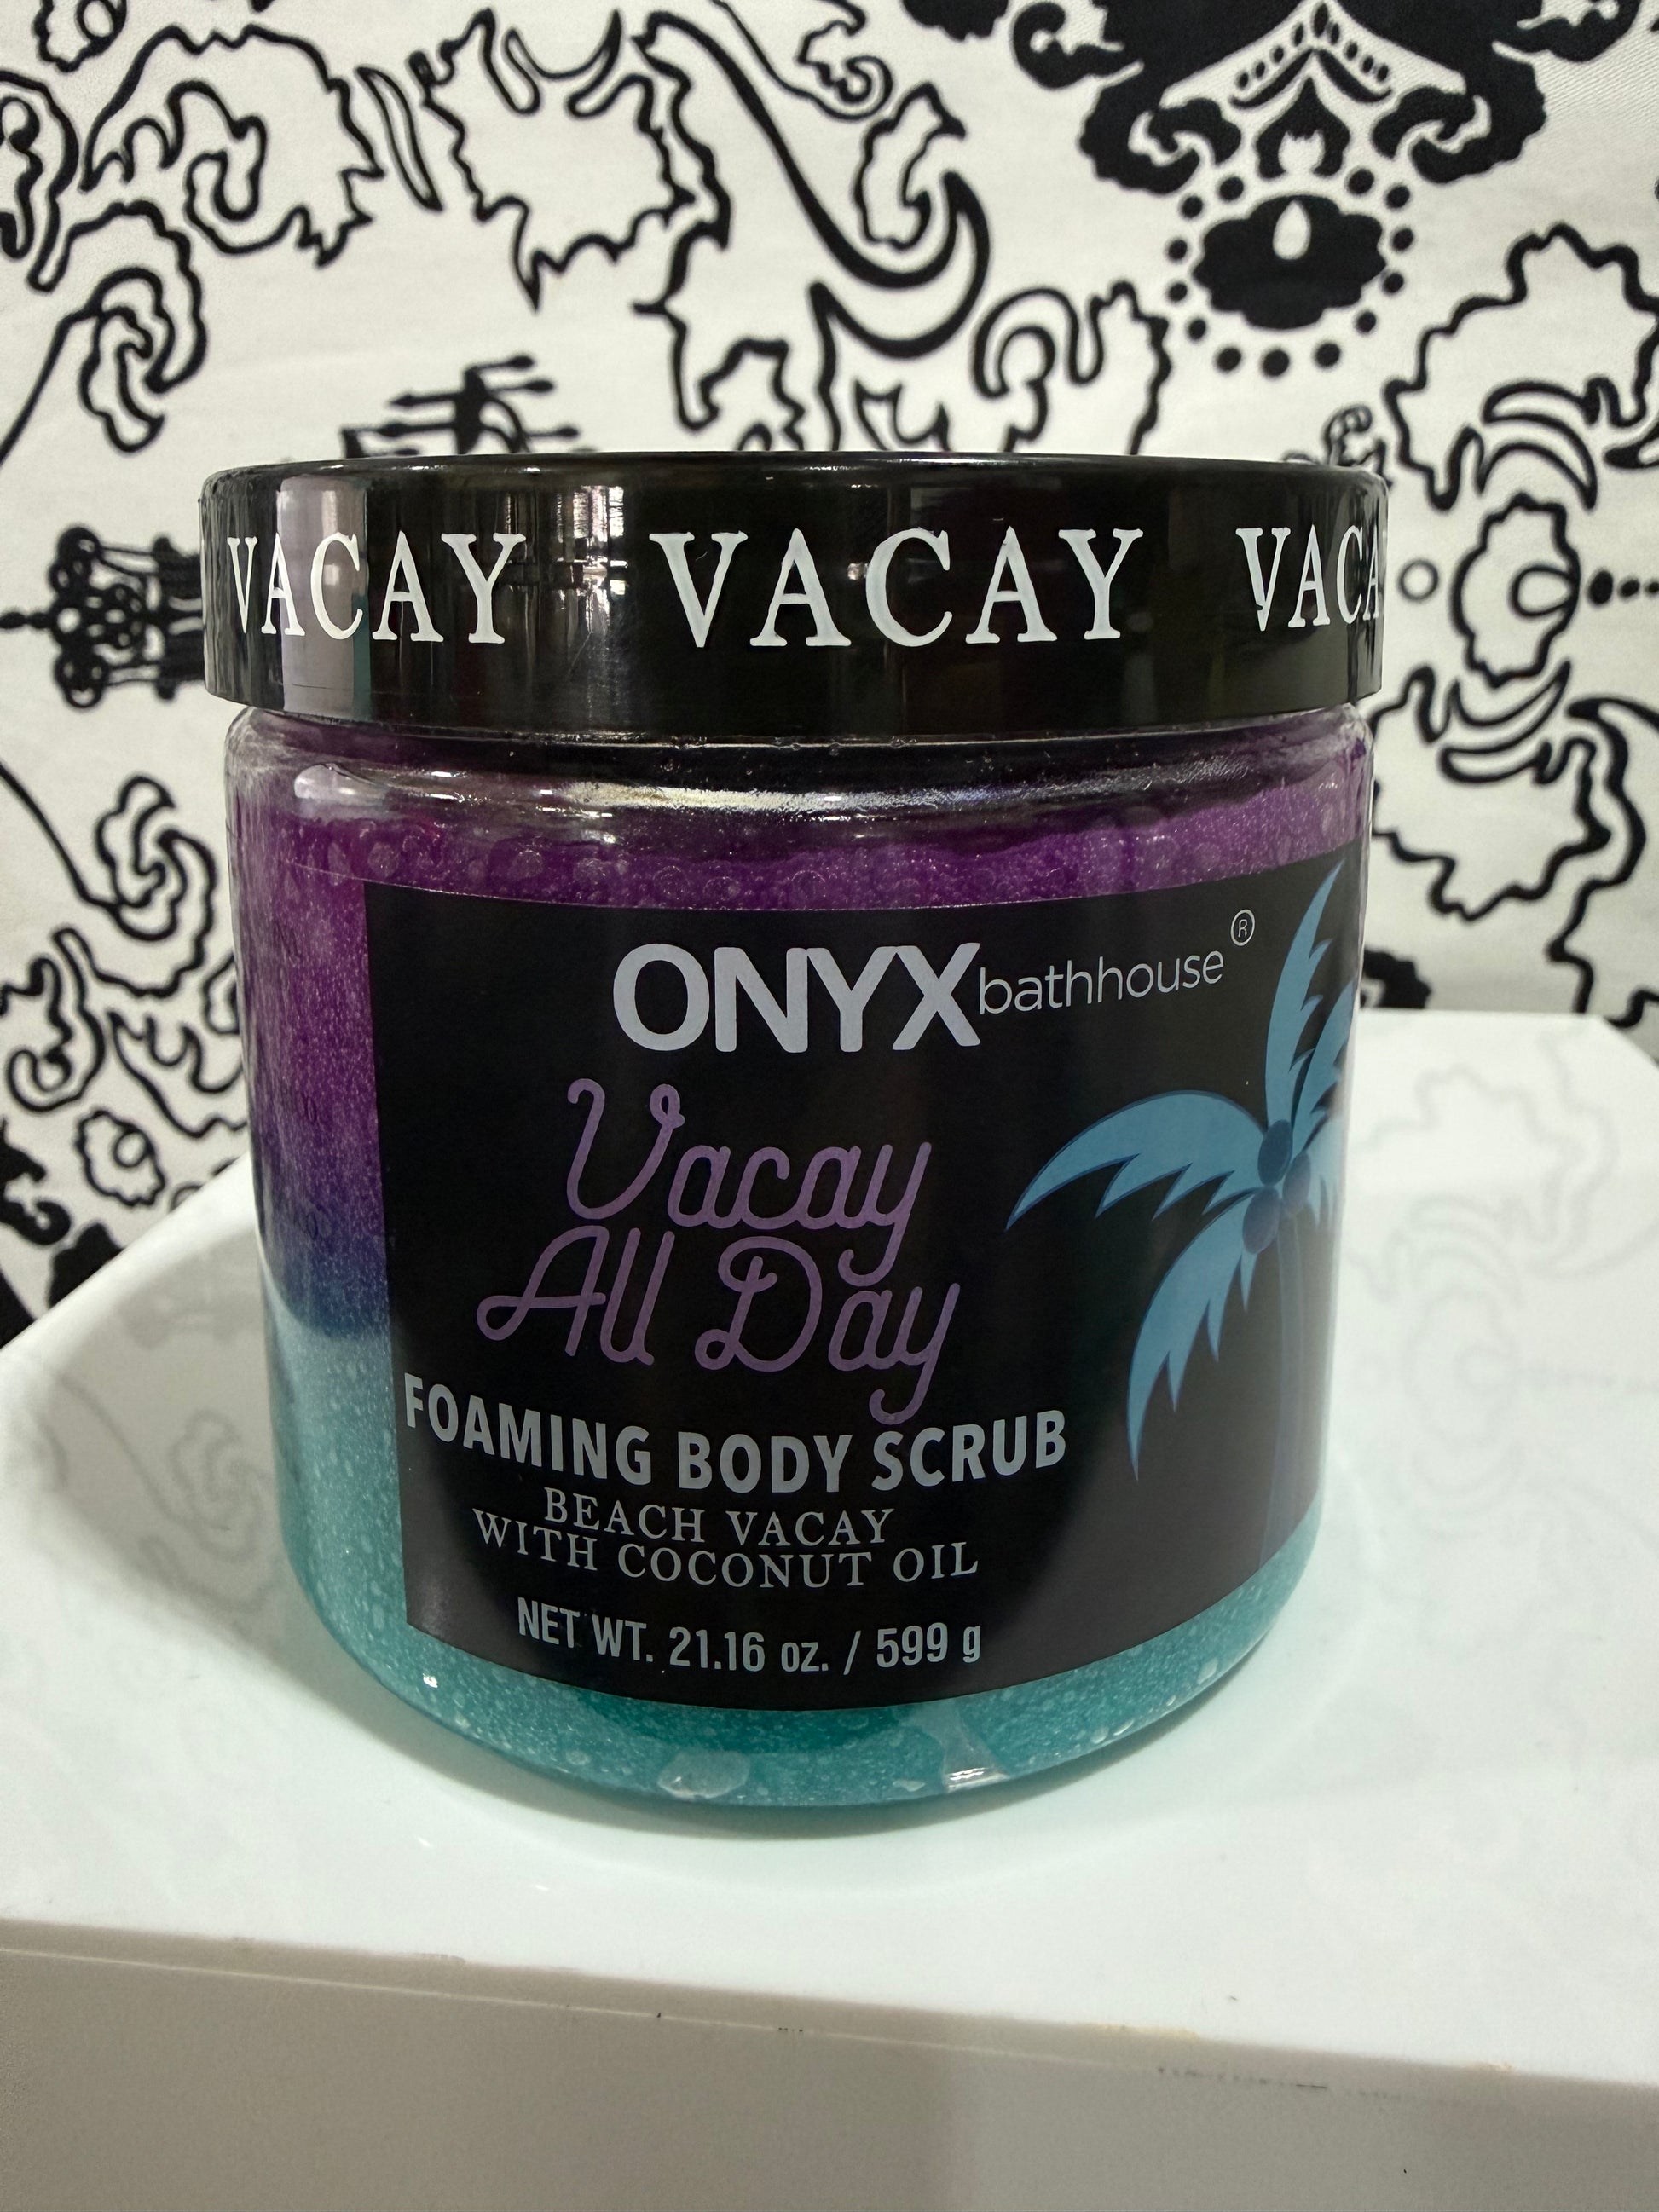 VACAY VACAY VACA
ONYX bathhouse®
Vacay
All Day
FOAMING BODY SCRUB
BEACH VACAY
WITH COCONUT OIL
NET WT. 21.16 oz. / 599 g